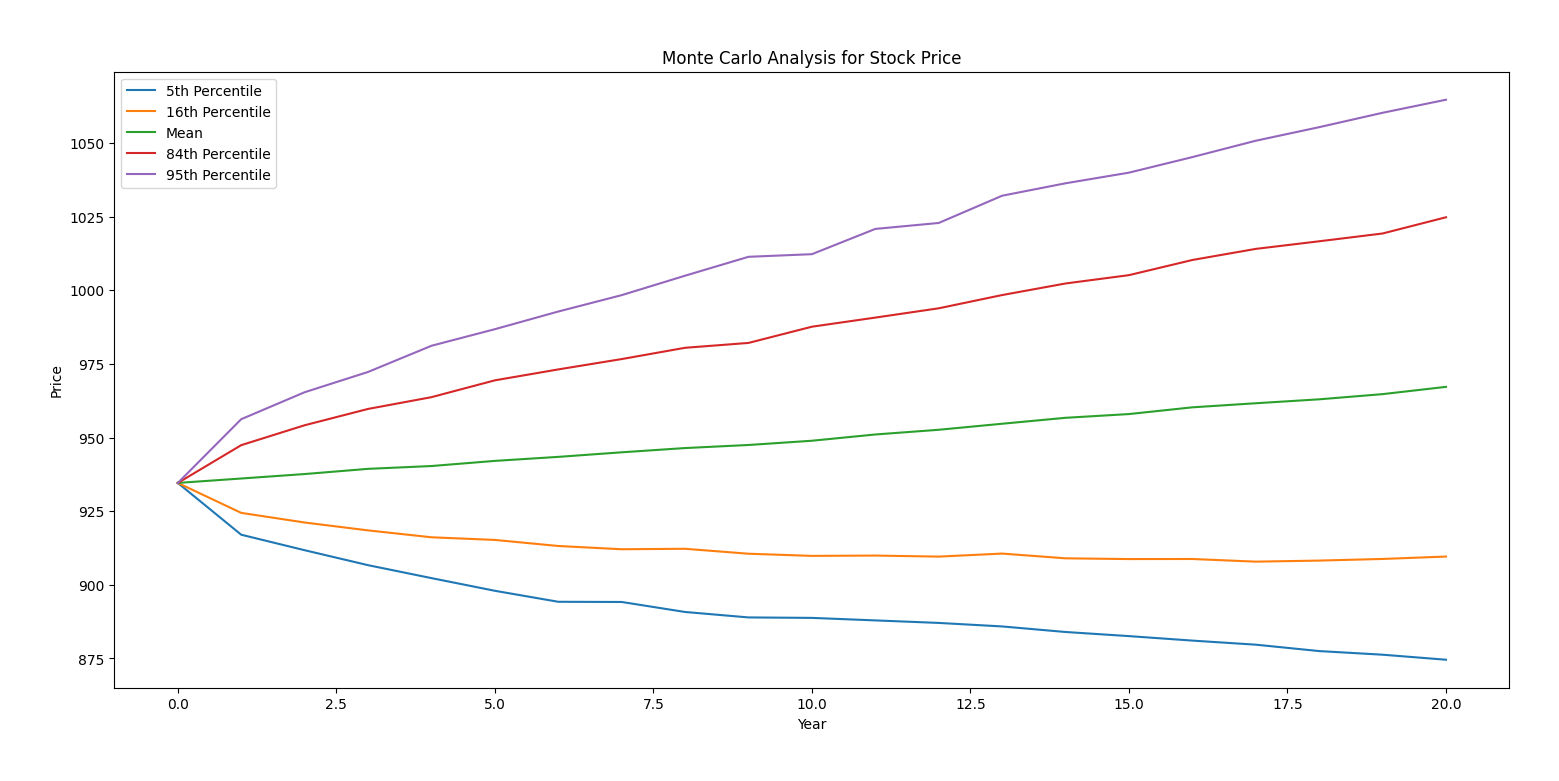 Monte Carlo Analysis for Stock Price
5th Percentile
16th Percentile
Mean
84th Percentile
95th Percentile
1050
1025
1000
975
950
925
900
875
Price
0.0 2.5 5.0 7.5 10.0 12.5 15.0 17.5 20.0
Year